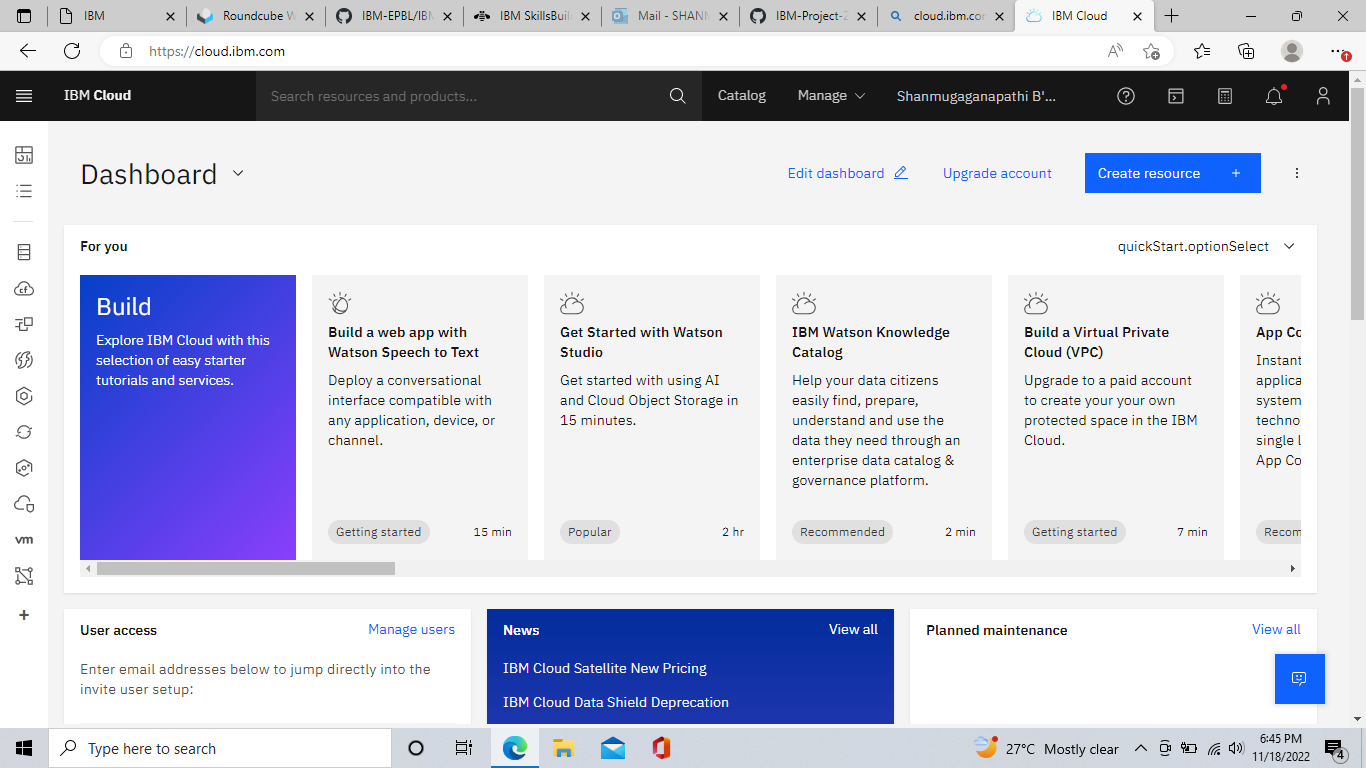 IBM
Roundcube W
IBM-EPBL/IBM
IBM SkillsBuil
Mail - SHANM
IBM-Project-2
cloud.ibm.com
IBM Cloud
https://cloud.ibm.com
IBM Cloud
Search resources and products...
Catalog
Manage
Shanmugaganapathi B'...
Dashboard
Edit dashboard
Upgrade account
Create resource +
For you
quickStart.optionSelect
Build
Explore IBM Cloud with this
selection of easy starter
tutorials and services.
Build a web app with
Watson Speech to Text
Deploy a conversational
interface compatible with
any application, device, or
channel.
Getting started
15 min
Get Started with Watson
Studio
Get started with using AI
and Cloud Object Storage in
15 minutes.
Popular
2 hr
IBM Watson Knowledge
Catalog
Help your data citizens
easily find, prepare,
understand and use the
data they need through an
enterprise data catalog &
governance platform.
Recommended
2 min
Build a Virtual Private
Cloud (VPC)
Upgrade to a paid account
to create your your own
protected space in the IBM
Cloud.
Getting started
7 min
App Co
Instant
applica
system
techno
single l
App Co
Recom
cf
vm
User access
Manage users
Enter email addresses below to jump directly into the
invite user setup:
News
View all
IBM Cloud Satellite New Pricing
IBM Cloud Data Shield Deprecation
Planned maintenance
View all
Type here to search
27°C Mostly clear
6:45 PM
11/18/2022
4